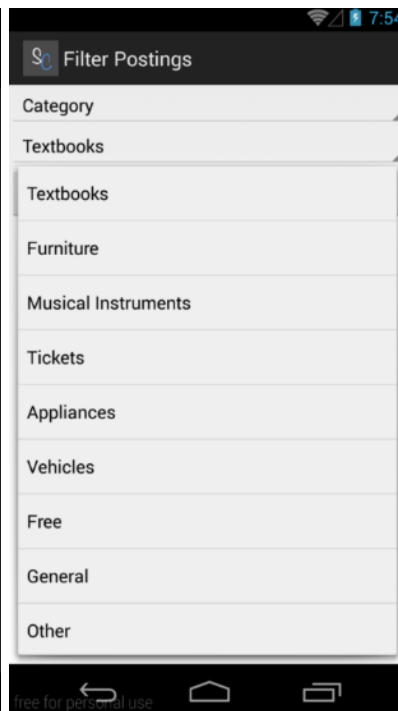 7:54
SC Filter Postings
Category
Textbooks
Textbooks
Furniture
Musical Instruments
Tickets
Appliances
Vehicles
Free
General
Other
free for personal use